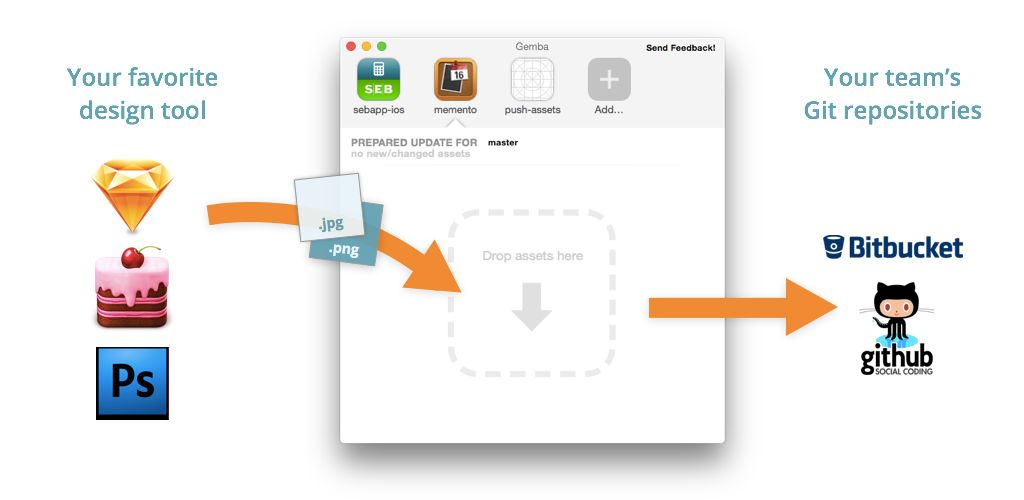 Your favorite
design tool
Ps
Gemba
Send Feedback!
SEB
sebapp-ios
16
memento
push-assets
Add...
PREPARED UPDATE FOR master
no new/changed assets
.jpg
.png
Drop assets here
Your team's
Git repositories
Bitbucket
github
SOCIAL CODING